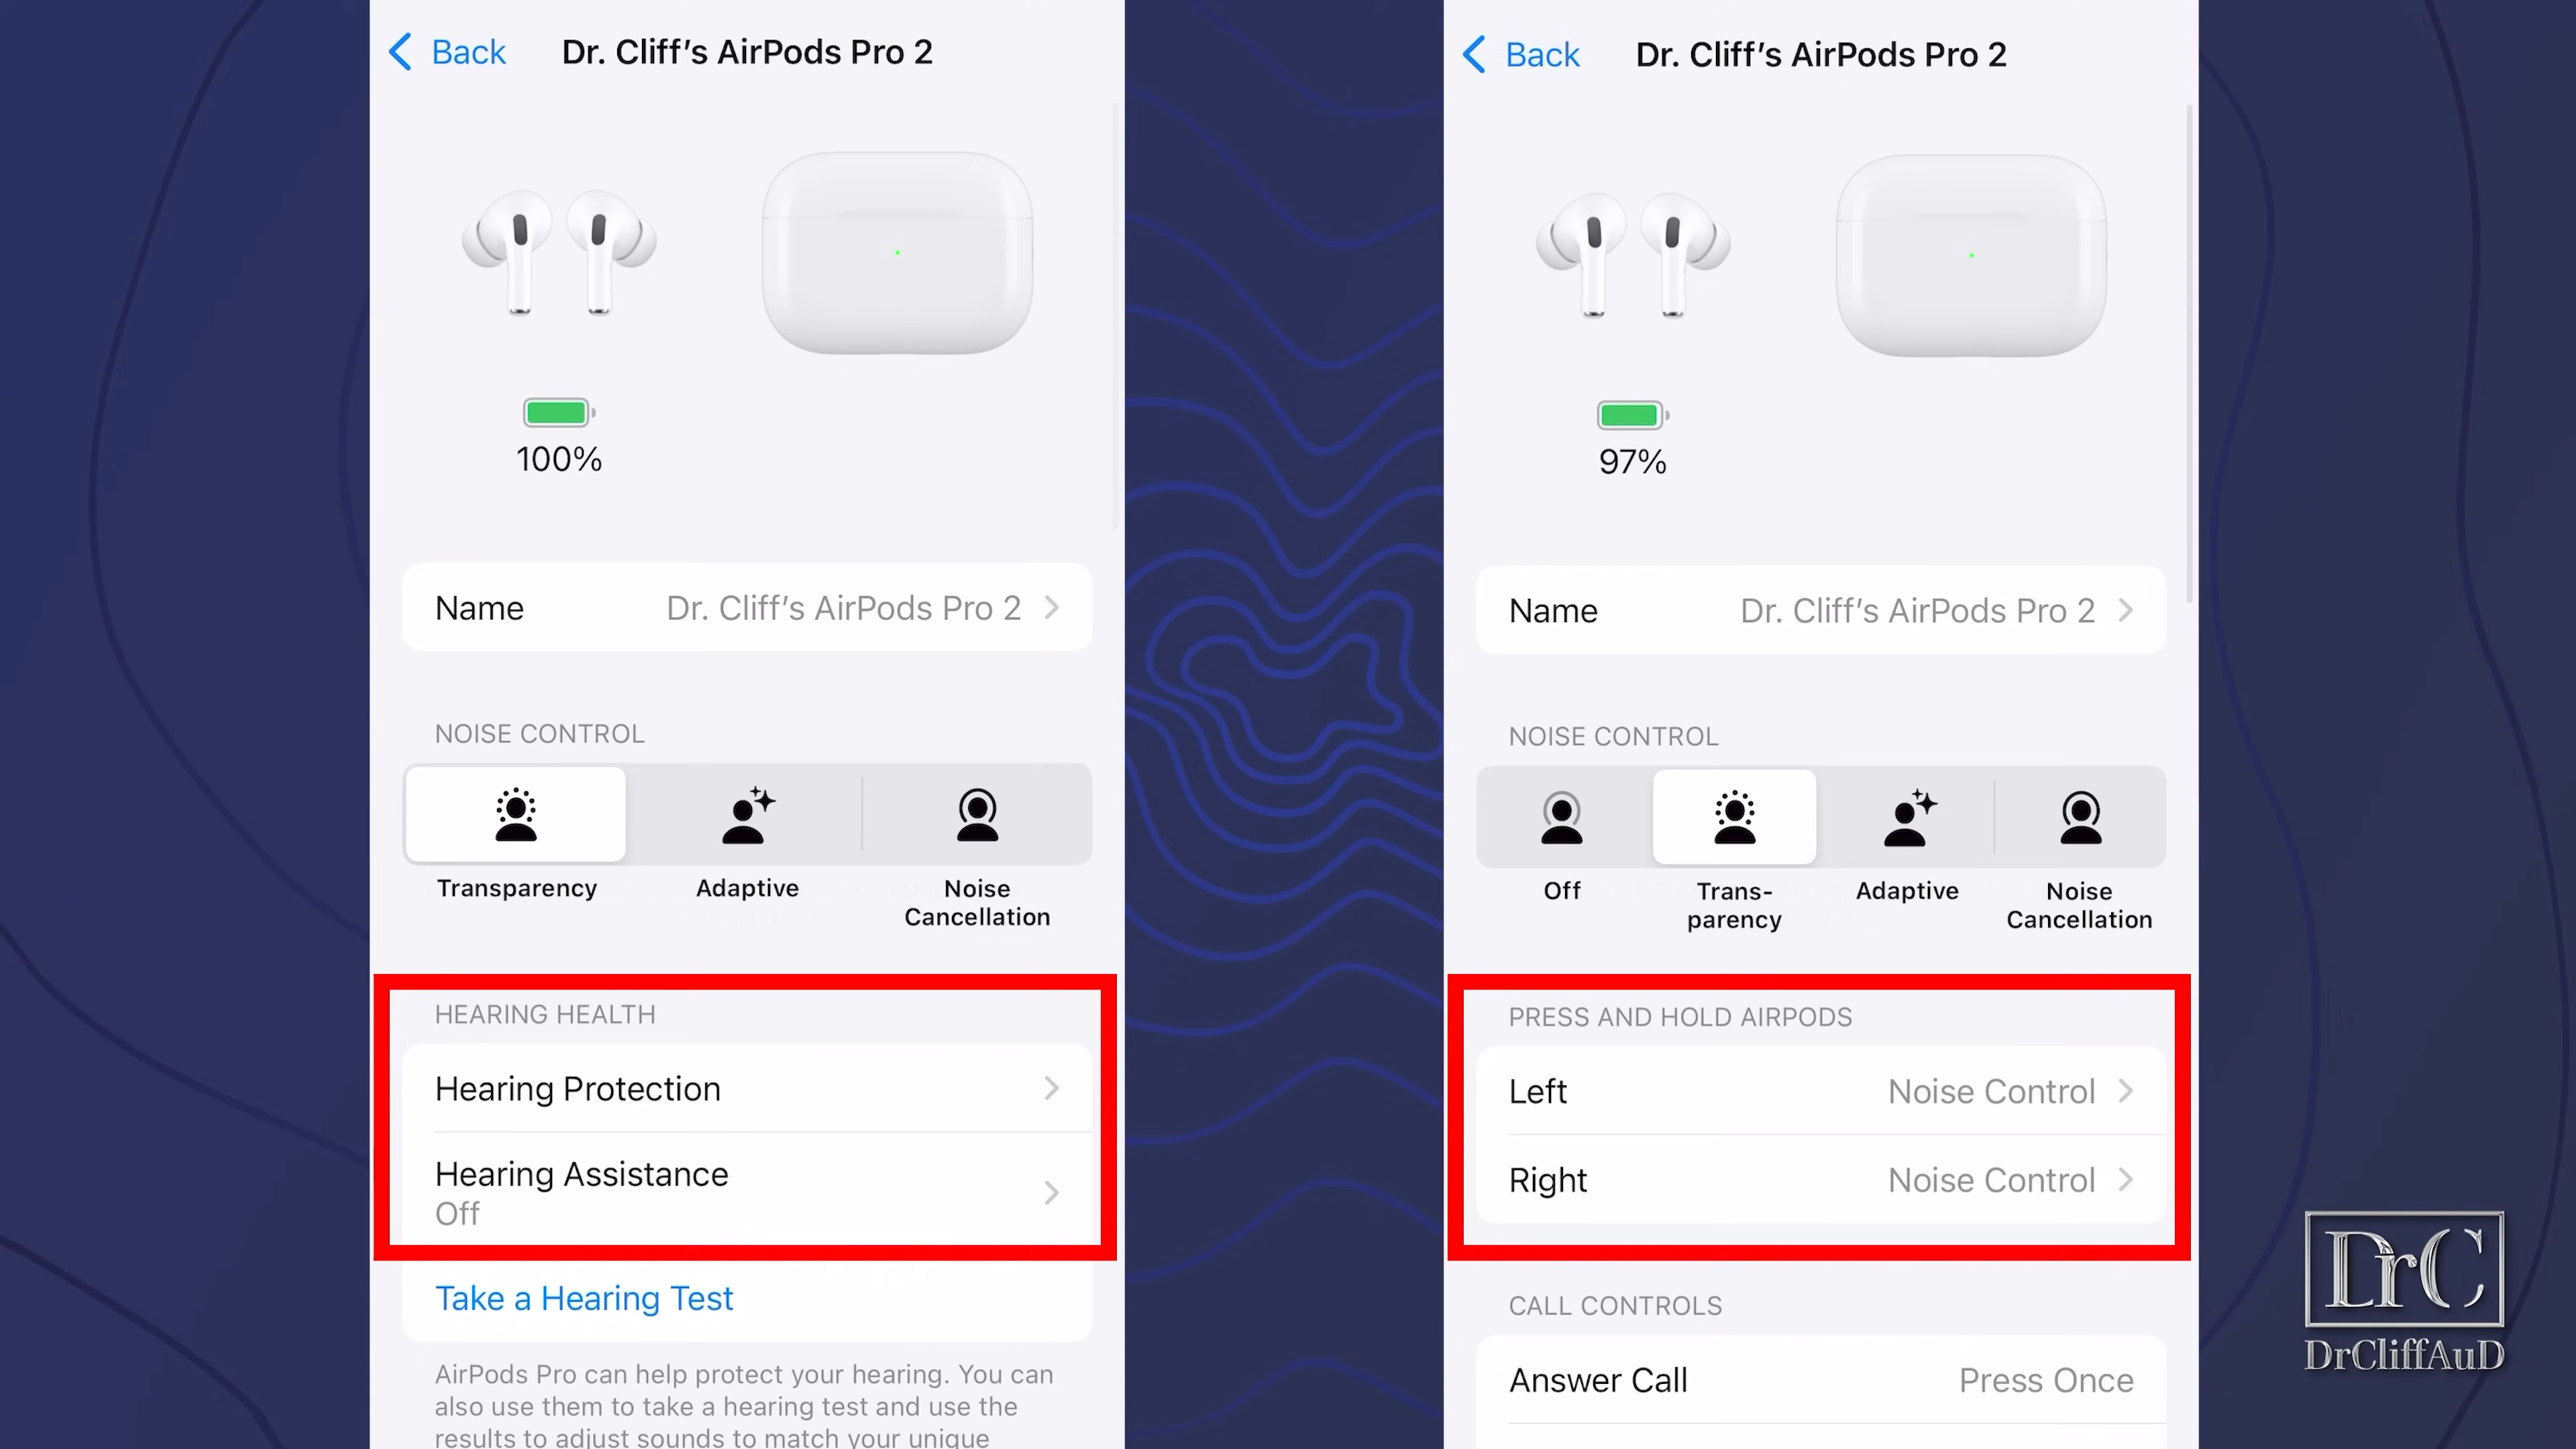 Back
Dr. Cliff’s AirPods Pro 2
100%
Name
Dr. Cliff’s AirPods Pro 2
NOISE CONTROL
Transparency
Adaptive
Noise
Cancellation
HEARING HEALTH
Hearing Protection
Hearing Assistance
Off
Take a Hearing Test
AirPods Pro can help protect your hearing. You can
also use them to take a hearing test and use the
results to adjust sounds to match your unique
Back
Dr. Cliff’s AirPods Pro 2
97%
Name
Dr. Cliff’s AirPods Pro 2
NOISE CONTROL
Off
Trans-
parency
Adaptive
Noise
Cancellation
PRESS AND HOLD AIRPODS
Left
Noise Control
Right
Noise Control
CALL CONTROLS
Answer Call
Press Once
DrC
DrCliffAuD